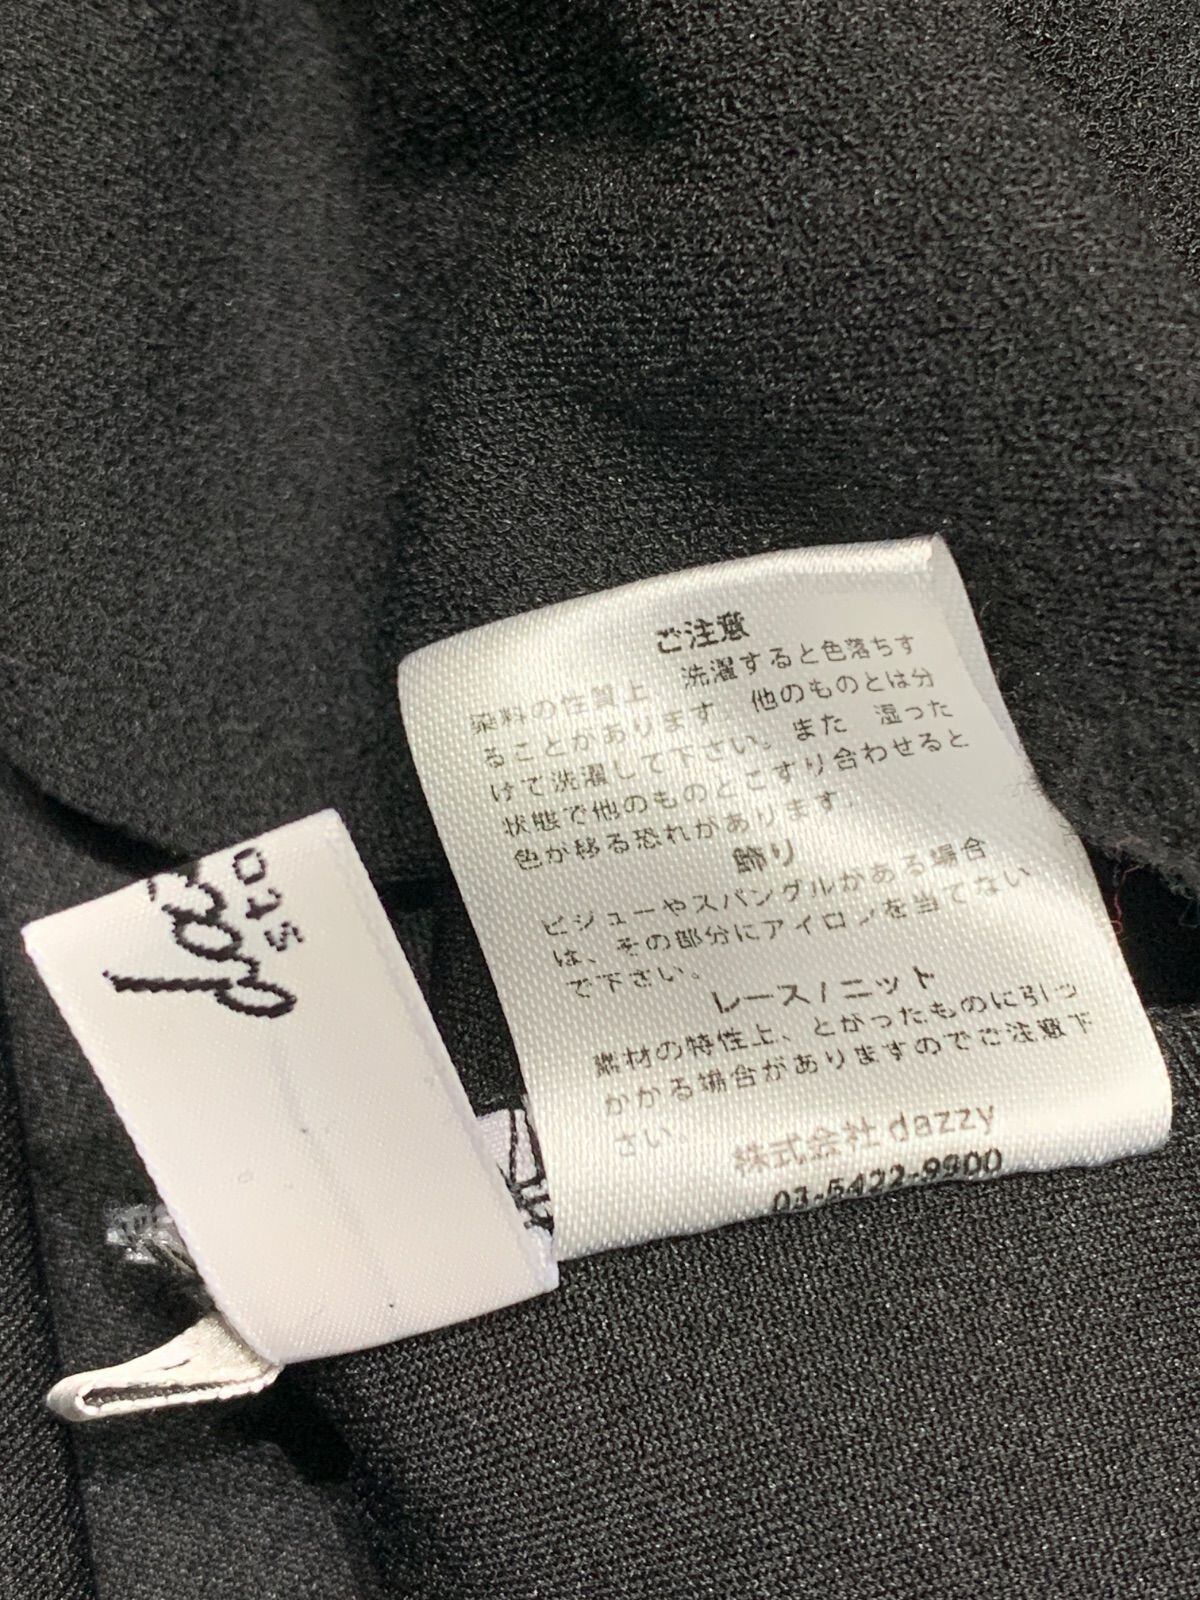 ご注意
染料の性質上、洗濯すると色落ちす
ることがあります。他のものとは分
けて洗濯して下さい。また 湿った
状態で他のものとこすり合わせると
色が移る恐れがあります。
飾り
ビジューやスパングルがある場合
は、その部分にアイロンを当てない
で下さい。
レース/ニット
素材の特性上、とがったものに引っ
かかる場合がありますのでご注意下
さい。
株式会社dazzy
03-5422-9900